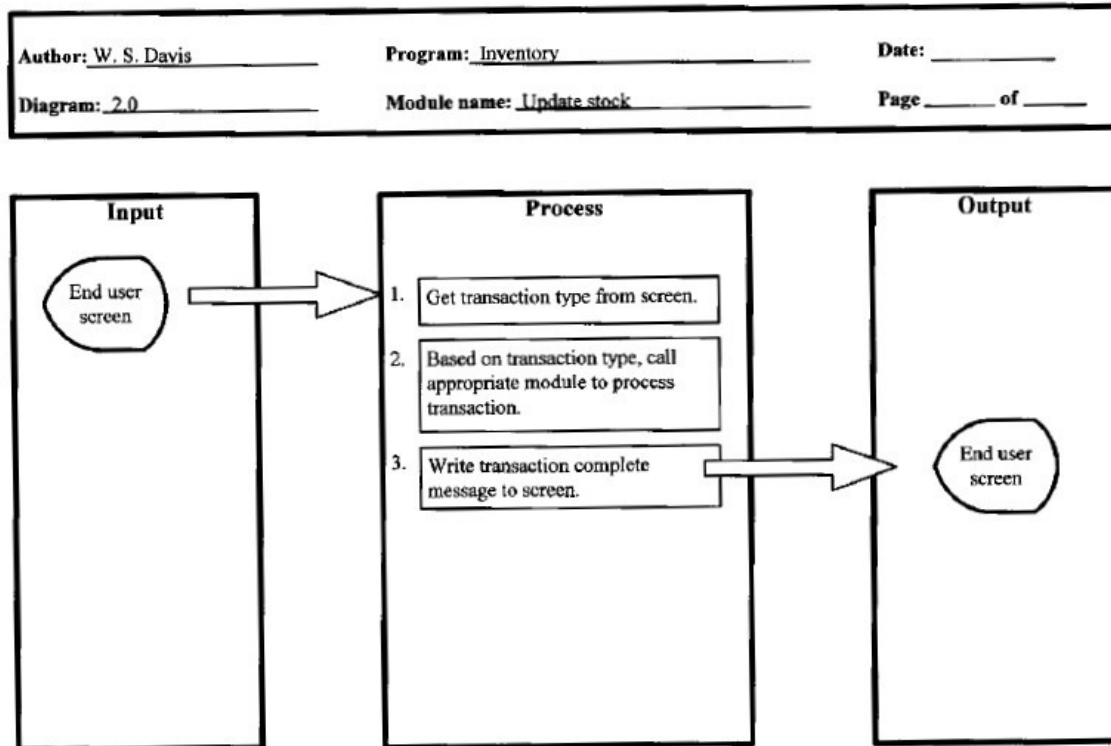 Author: W. S. Davis Program: Inventory Date:
Diagram: 2.0 Module name: Update stock Page of
Input
End user
screen
Process
1. Get transaction type from screen.
2. Based on transaction type, call
appropriate module to process
transaction.
3. Write transaction complete
message to screen.
Output
End user
screen